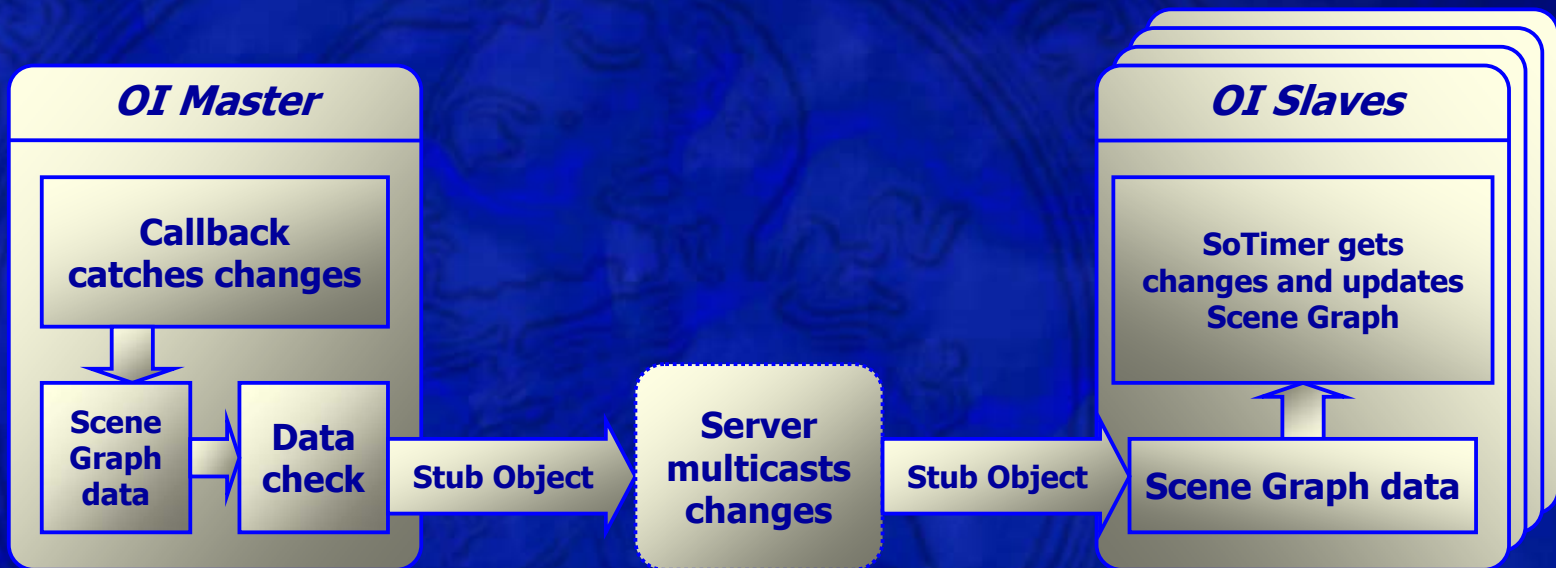 OI Master
Callback
catches changes
Scene
Graph
data
Data
check
Stub Object
Server
multicasts
changes
Stub Object
OI Slaves
SoTimer gets
changes and updates
Scene Graph
Scene Graph data